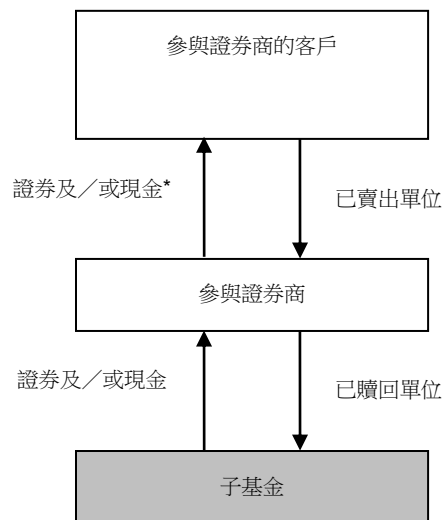 參與證券商的客戶
證券及／或現金*
已賣出單位
參與證券商
證券及／或現金
已贖回單位
子基金